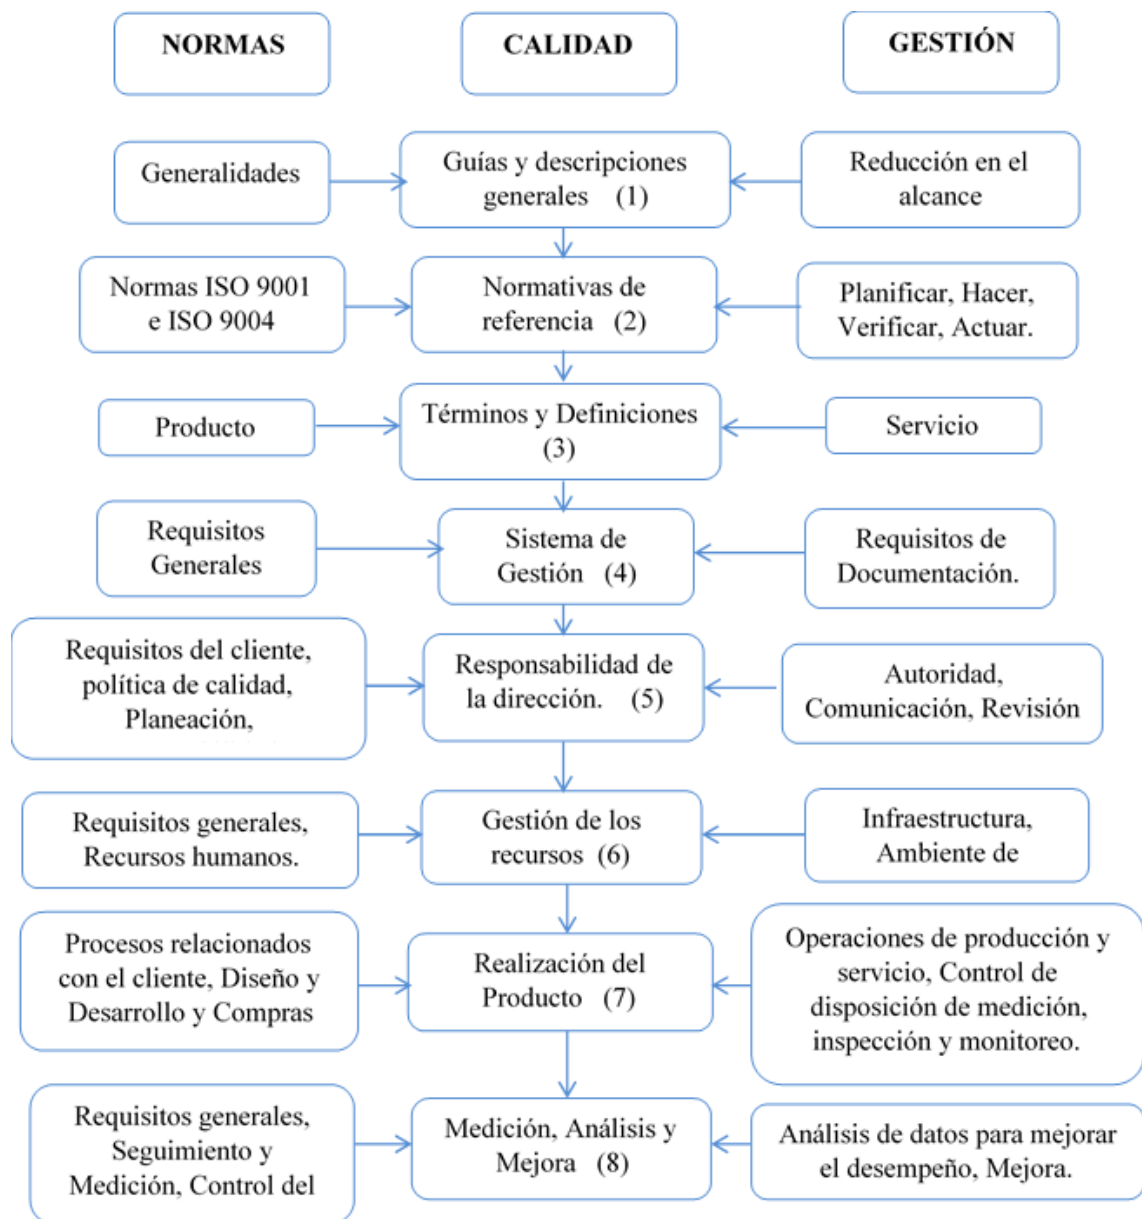 NORMAS
CALIDAD
GESTIÓN
Generalidades
Guías y descripciones
generales (1)
Reducción en el
alcance
Normas ISO 9001
e ISO 9004
Normativas de
referencia (2)
Planificar, Hacer,
Verificar, Actuar.
Producto
Términos y Definiciones
(3)
Servicio
Requisitos
Generales
Sistema de
Gestión (4)
Requisitos de
Documentación.
Requisitos del cliente,
política de calidad,
Planeación,
Responsabilidad de
la dirección. (5)
Autoridad,
Comunicación, Revisión
Requisitos generales,
Recursos humanos.
Gestión de los
recursos (6)
Infraestructura,
Ambiente de
Procesos relacionados
con el cliente, Diseño y
Desarrollo y Compras
Realización del
Producto (7)
Operaciones de producción y
servicio, Control de
disposición de medición,
inspección y monitoreo.
Requisitos generales,
Seguimiento y
Medición, Control del
Medición, Análisis y
Mejora (8)
Análisis de datos para mejorar
el desempeño, Mejora.